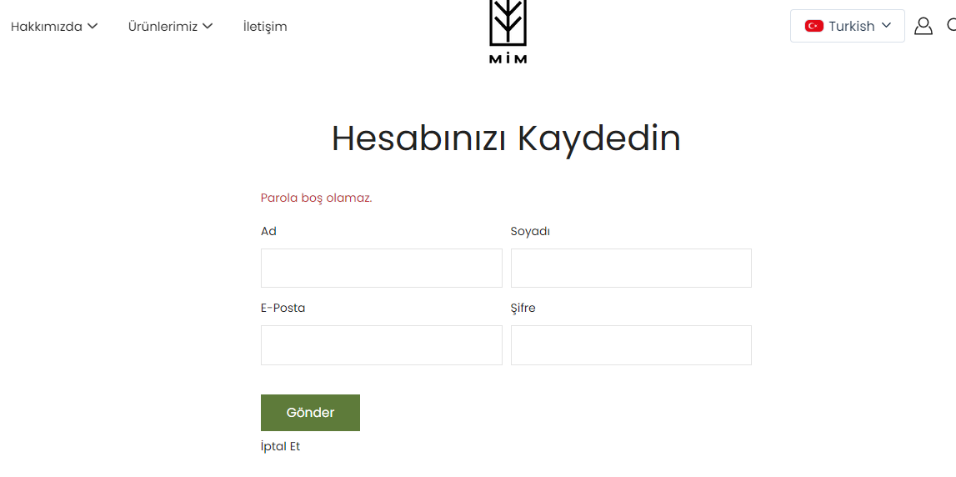 Hakkımızda Ürünlerimiz İletişim
MİM
Turkish
Hesabınızı Kaydedin
Parola boş olamaz.
Ad Soyadı
E-Posta Şifre
Gönder
İptal Et